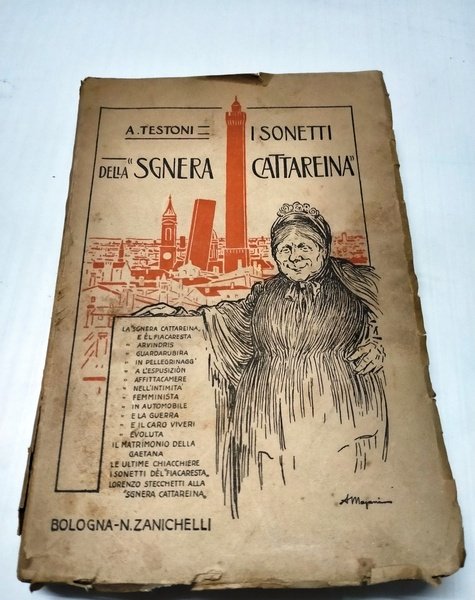 A. TESTONI
I SONETTI
DELLA "SGNERA CATTAREINA"
LA "SGNERA CATTAREINA„
" E ÈL FIACARESTA
" ARVINDRIS
" GUARDARUBIRA
" IN PELLEGRINAGG'
" A L'ESPUSIZIÒN
" AFFITTACAMERE
" NELL'INTIMITÀ
" FEMMINISTA
" IN AUTOMOBILE
" E LA GUERRA
" E IL CARO VIVERI
" EVOLUTA
IL MATRIMONIO DELLA
GAETANA
LE ULTIME CHIACCHIERE
I SONETTI DÈL "FIACARESTA„
LORENZO STECCHETTI ALLA
"SGNERA CATTAREINA„
A Majani
BOLOGNA-N. ZANICHELLI